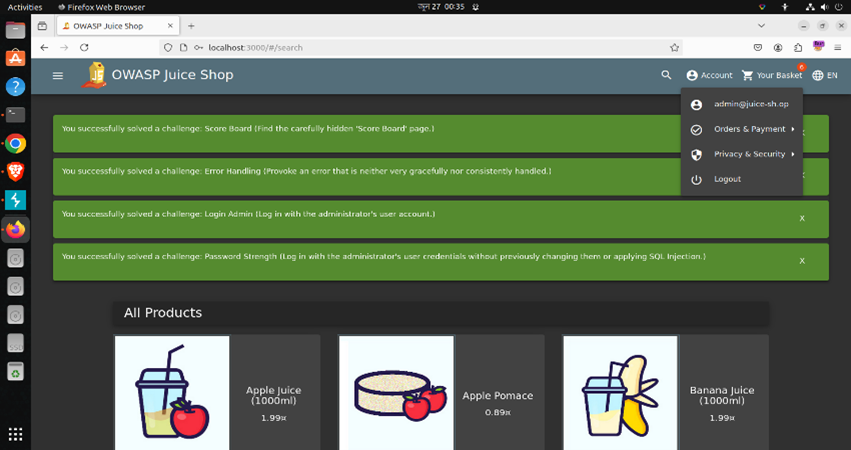 Activities Firefox Web Browser जून 27 00:35
OWASP Juice Shop
localhost:3000/#/search
OWASP Juice Shop Account Your Basket 6 EN
admin@juice-sh.op
Orders & Payment
Privacy & Security
Logout
You successfully solved a challenge: Score Board (Find the carefully hidden 'Score Board' page.)
You successfully solved a challenge: Error Handling (Provoke an error that is neither very gracefully nor consistently handled.)
You successfully solved a challenge: Login Admin (Log in with the administrator's user account.) X
You successfully solved a challenge: Password Strength (Log in with the administrator's user credentials without previously changing them or applying SQL Injection.) X
All Products
Apple Juice
(1000ml)
1.99¤
Apple Pomace
0.89¤
Banana Juice
(1000ml)
1.99¤